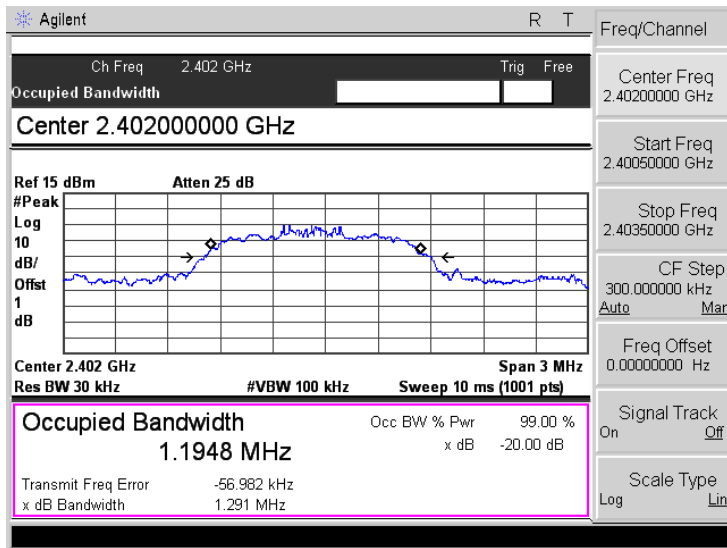 Agilent R T
Ch Freq 2.402 GHz Trig Free
Occupied Bandwidth
Center 2.402000000 GHz
Ref 15 dBm Atten 25 dB
#Peak
Log
10
dB/
Offst
1
dB
Center 2.402 GHz Span 3 MHz
Res BW 30 kHz #VBW 100 kHz Sweep 10 ms (1001 pts)
Occupied Bandwidth Occ BW % Pwr 99.00 %
1.1948 MHz x dB -20.00 dB
Transmit Freq Error -56.982 kHz
x dB Bandwidth 1.291 MHz
Freq/Channel
Center Freq
2.40200000 GHz
Start Freq
2.40050000 GHz
Stop Freq
2.40350000 GHz
CF Step
300.000000 kHz
Auto Man
Freq Offset
0.00000000 Hz
Signal Track
On Off
Scale Type
Log Lin